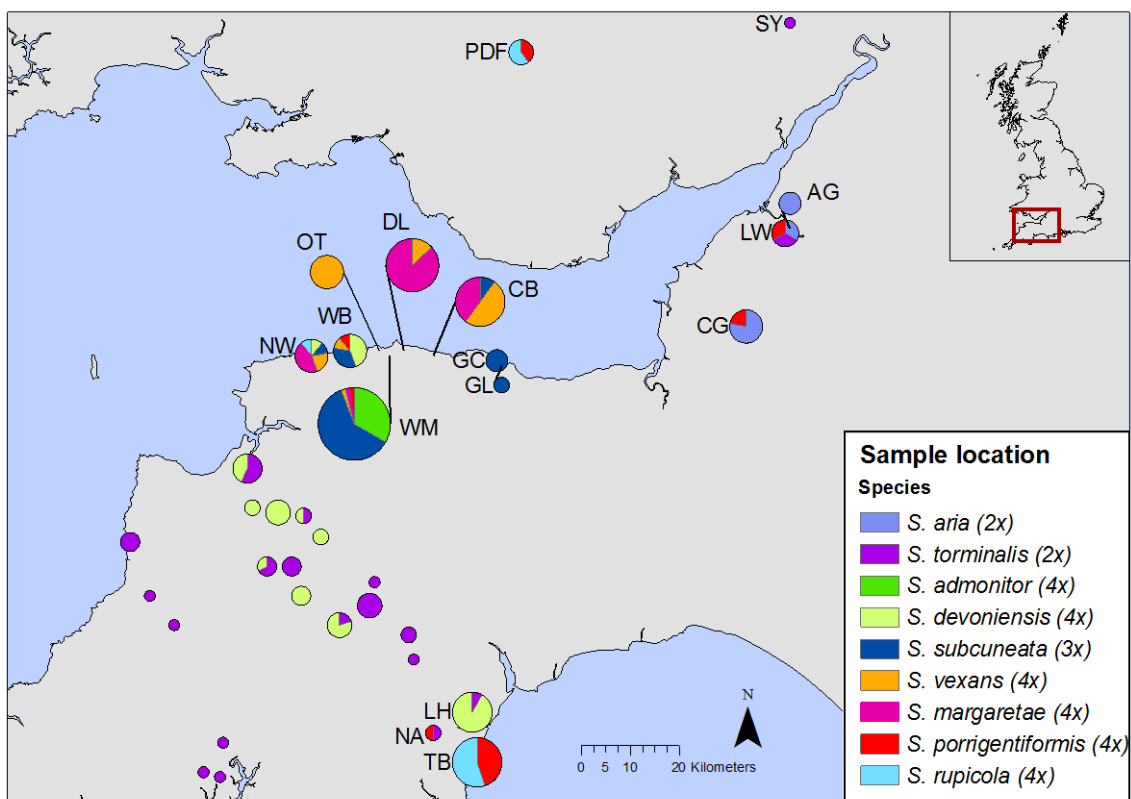 SY
PDF
AG
DL
LW
OT
CB
WB
CG
NW
GC
GL
WM
LH
NA
TB
N
0 5 10 20 Kilometers
Sample location
Species
S. aria (2x)
S. torminalis (2x)
S. admonitor (4x)
S. devoniensis (4x)
S. subcuneata (3x)
S. vexans (4x)
S. margaretae (4x)
S. porrigentiformis (4x)
S. rupicola (4x)